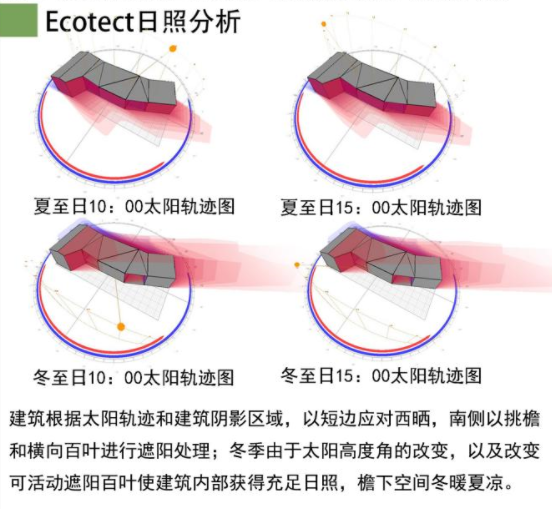 Ecotect日照分析
夏至日10：00太阳轨迹图
夏至日15：00太阳轨迹图
冬至日10：00太阳轨迹图
冬至日15：00太阳轨迹图
建筑根据太阳轨迹和建筑阴影区域，以短边应对西晒，南侧以挑檐
和横向百叶进行遮阳处理；冬季由于太阳高度角的改变，以及改变
可活动遮阳百叶使建筑内部获得充足日照，檐下空间冬暖夏凉。